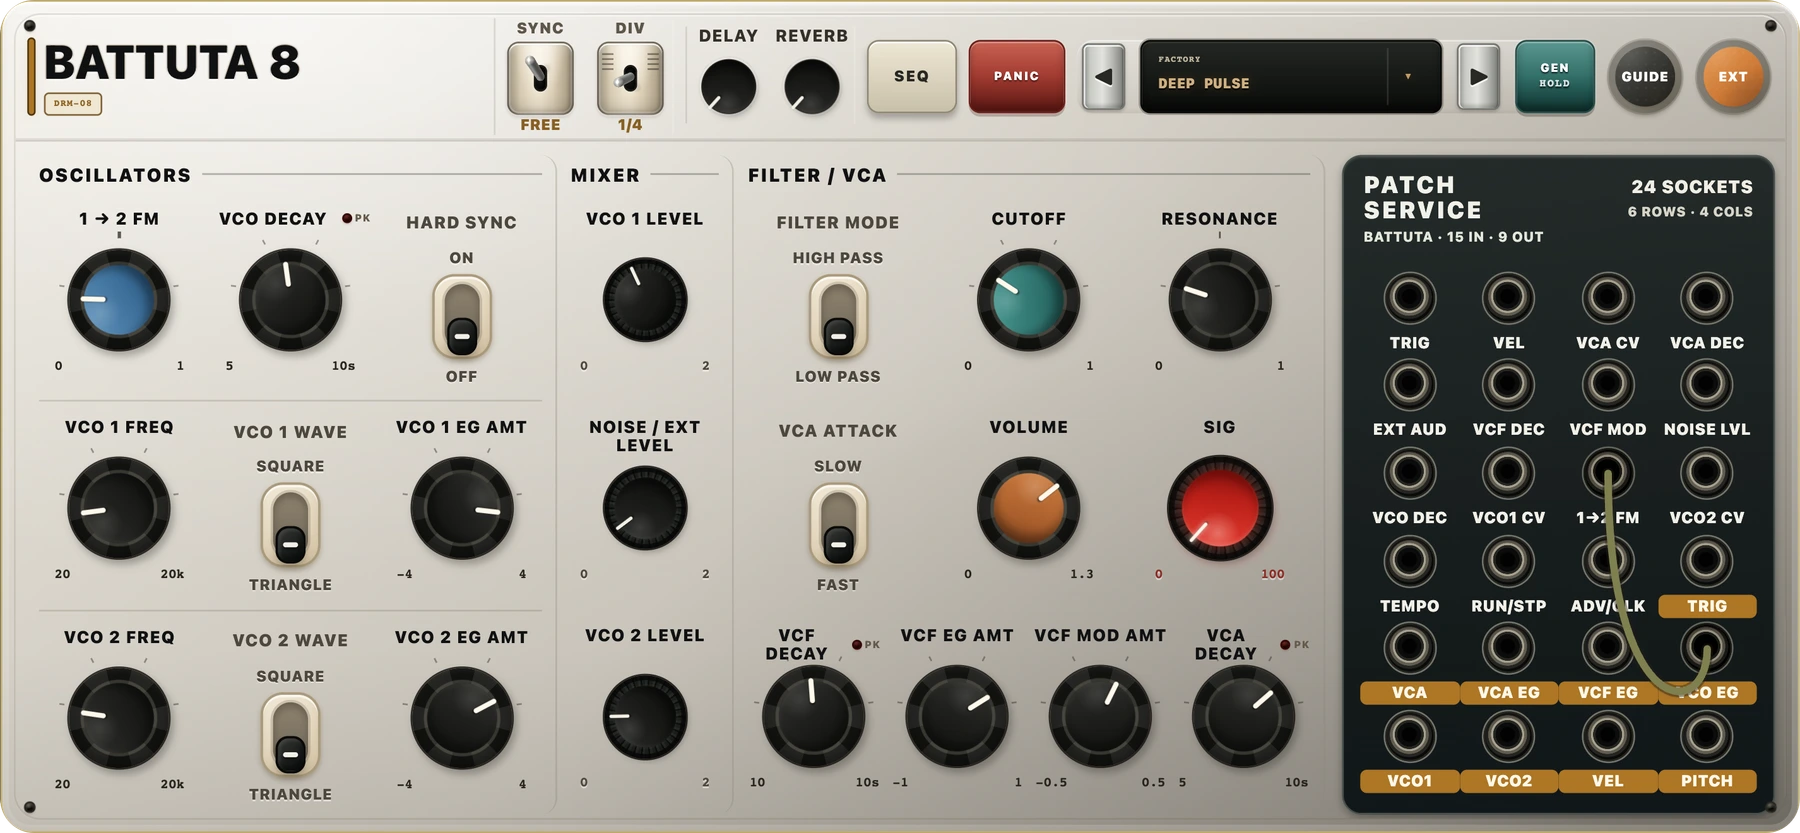 BATTUTA 8
DRM-08
SYNC
FREE
DIV
1/4
DELAY
REVERB
SEQ
PANIC
FACTORY
DEEP PULSE
GEN
HOLD
GUIDE
EXT
OSCILLATORS
1 → 2 FM
0 1
VCO DECAY
PK
5 10s
HARD SYNC
ON
OFF
VCO 1 FREQ
20 20k
VCO 1 WAVE
SQUARE
TRIANGLE
VCO 1 EG AMT
-4 4
VCO 2 FREQ
20 20k
VCO 2 WAVE
SQUARE
TRIANGLE
VCO 2 EG AMT
-4 4
MIXER
VCO 1 LEVEL
0 2
NOISE / EXT
LEVEL
0 2
VCO 2 LEVEL
0 2
FILTER / VCA
FILTER MODE
HIGH PASS
LOW PASS
CUTOFF
0 1
RESONANCE
0 1
VCA ATTACK
SLOW
FAST
VOLUME
0 1.3
SIG
0 100
VCF
DECAY
PK
10 10s
VCF EG AMT
-1 1
VCF MOD AMT
-0.5 0.5
VCA
DECAY
PK
5 10s
PATCH
SERVICE
24 SOCKETS
6 ROWS · 4 COLS
BATTUTA · 15 IN · 9 OUT
TRIG VEL VCA CV VCA DEC
EXT AUD VCF DEC VCF MOD NOISE LVL
VCO DEC VCO1 CV 1→2 FM VCO2 CV
TEMPO RUN/STP ADV/CLK TRIG
VCA VCA EG VCF EG VCO EG
VCO1 VCO2 VEL PITCH